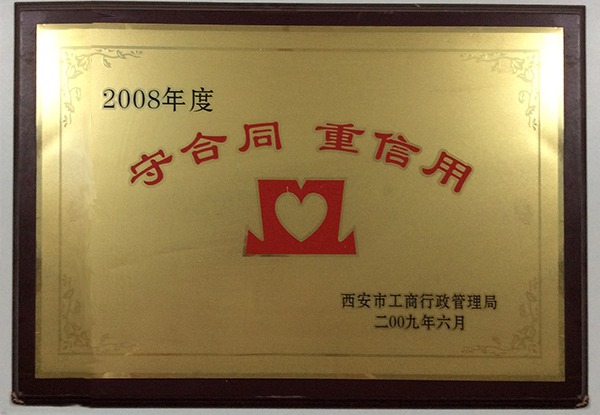 2008年度
守合同 重信用
西安市工商行政管理局
二00九年六月